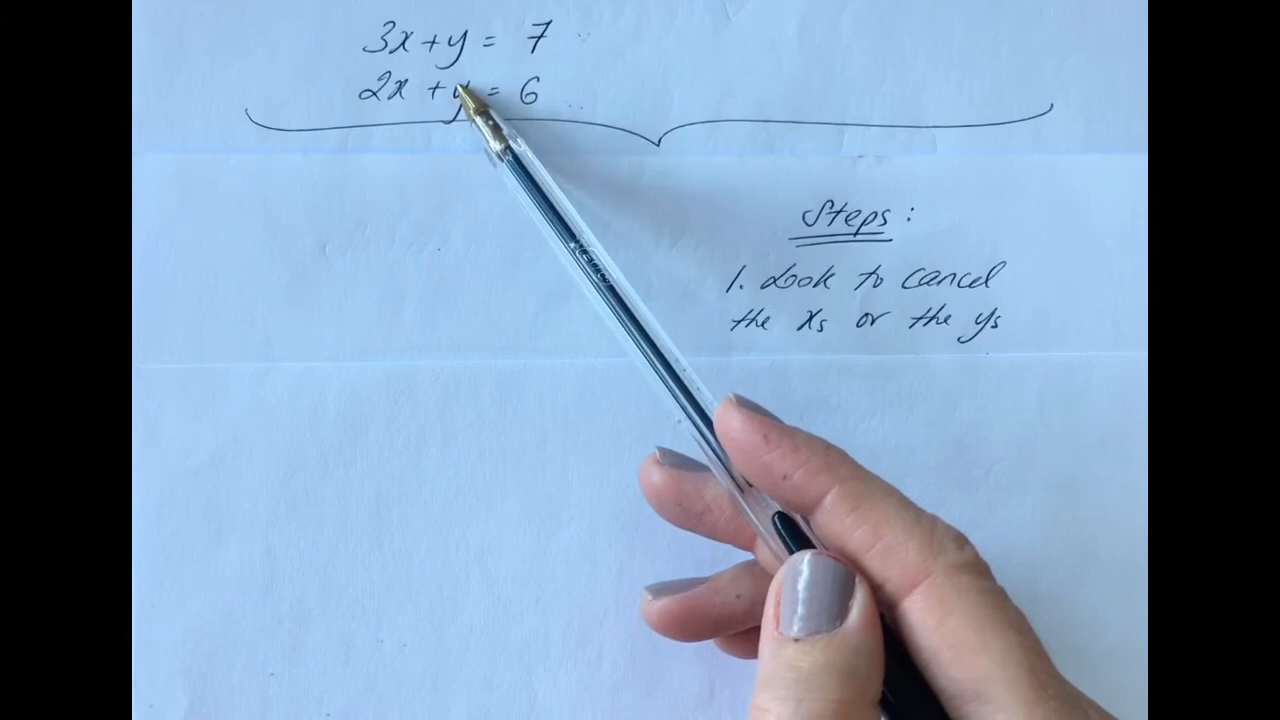 3x+y = 7
2x +y = 6
Steps :
1. Look to cancel
the xs or the ys